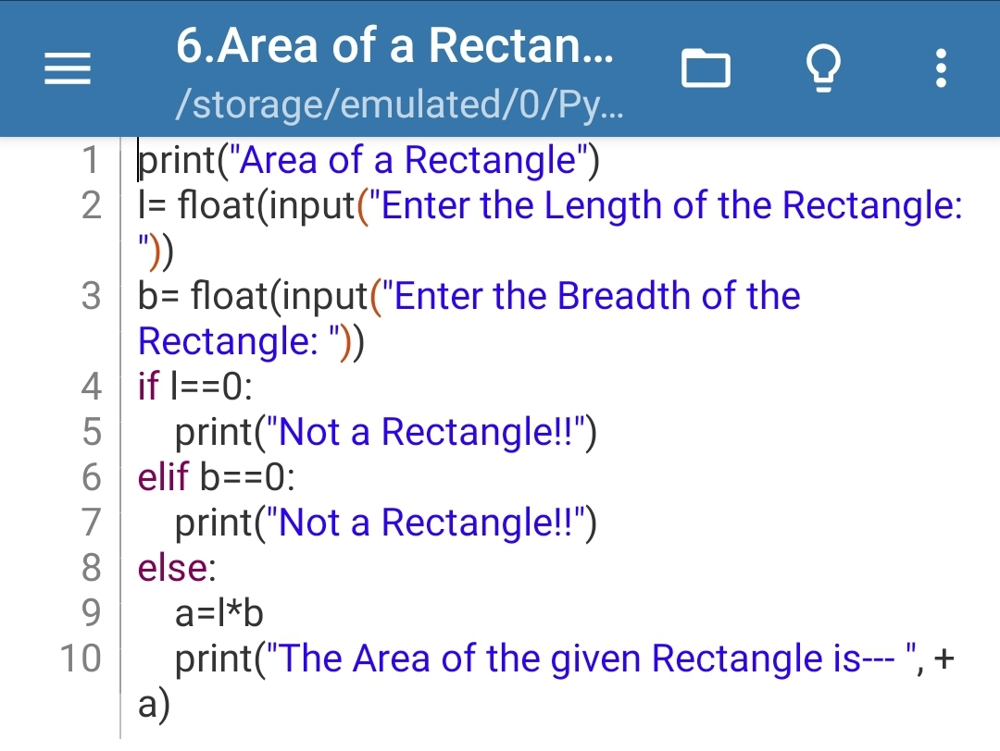 6.Area of a Rectan...
/storage/emulated/0/Py...
1 print("Area of a Rectangle")
2 l= float(input("Enter the Length of the Rectangle:
"))
3 b= float(input("Enter the Breadth of the
Rectangle: "))
4 if l==0:
5     print("Not a Rectangle!!")
6 elif b==0:
7     print("Not a Rectangle!!")
8 else:
9     a=l*b
10     print("The Area of the given Rectangle is--- ", +
a)